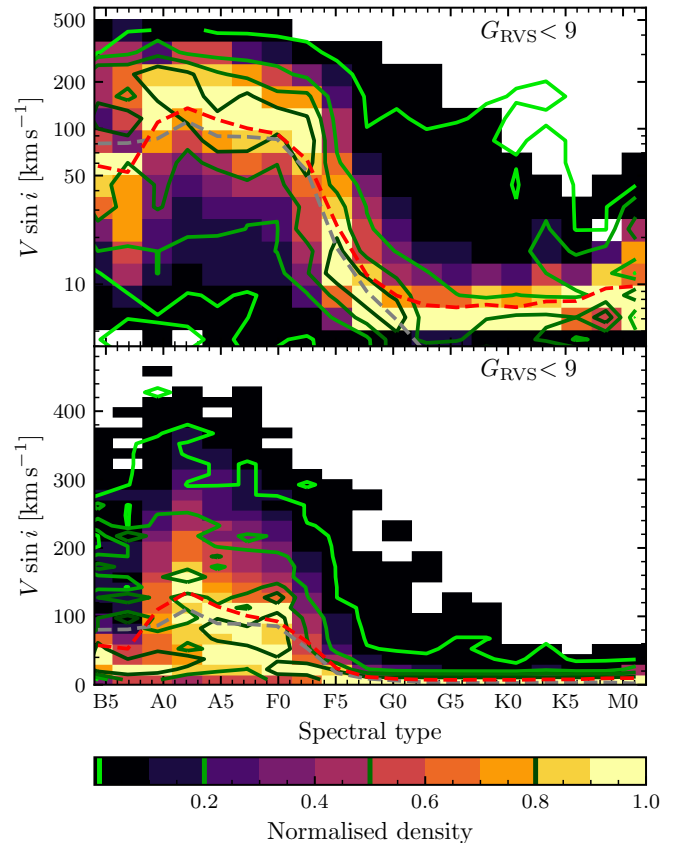 G_RVS < 9
500
200
100
50
10
V sin i [km s⁻¹]
G_RVS < 9
400
300
200
100
0
V sin i [km s⁻¹]
B5 A0 A5 F0 F5 G0 G5 K0 K5 M0
Spectral type
0.2 0.4 0.6 0.8 1.0
Normalised density